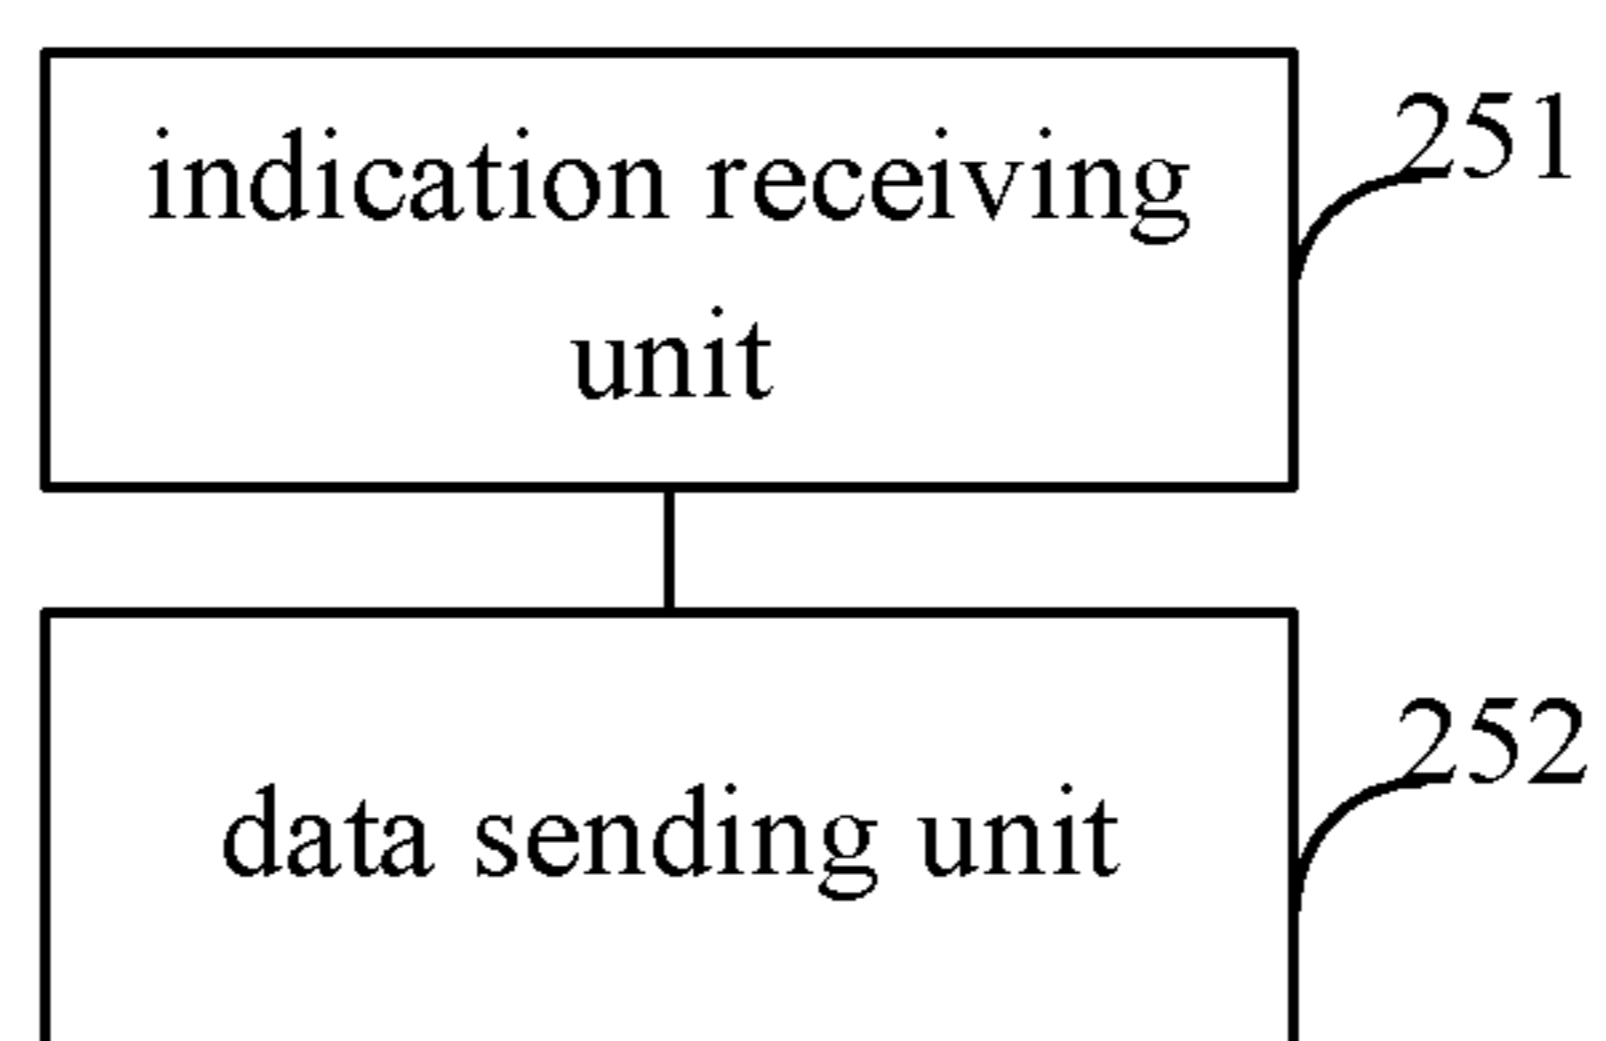 251
indication receiving
unit
252
data sending unit